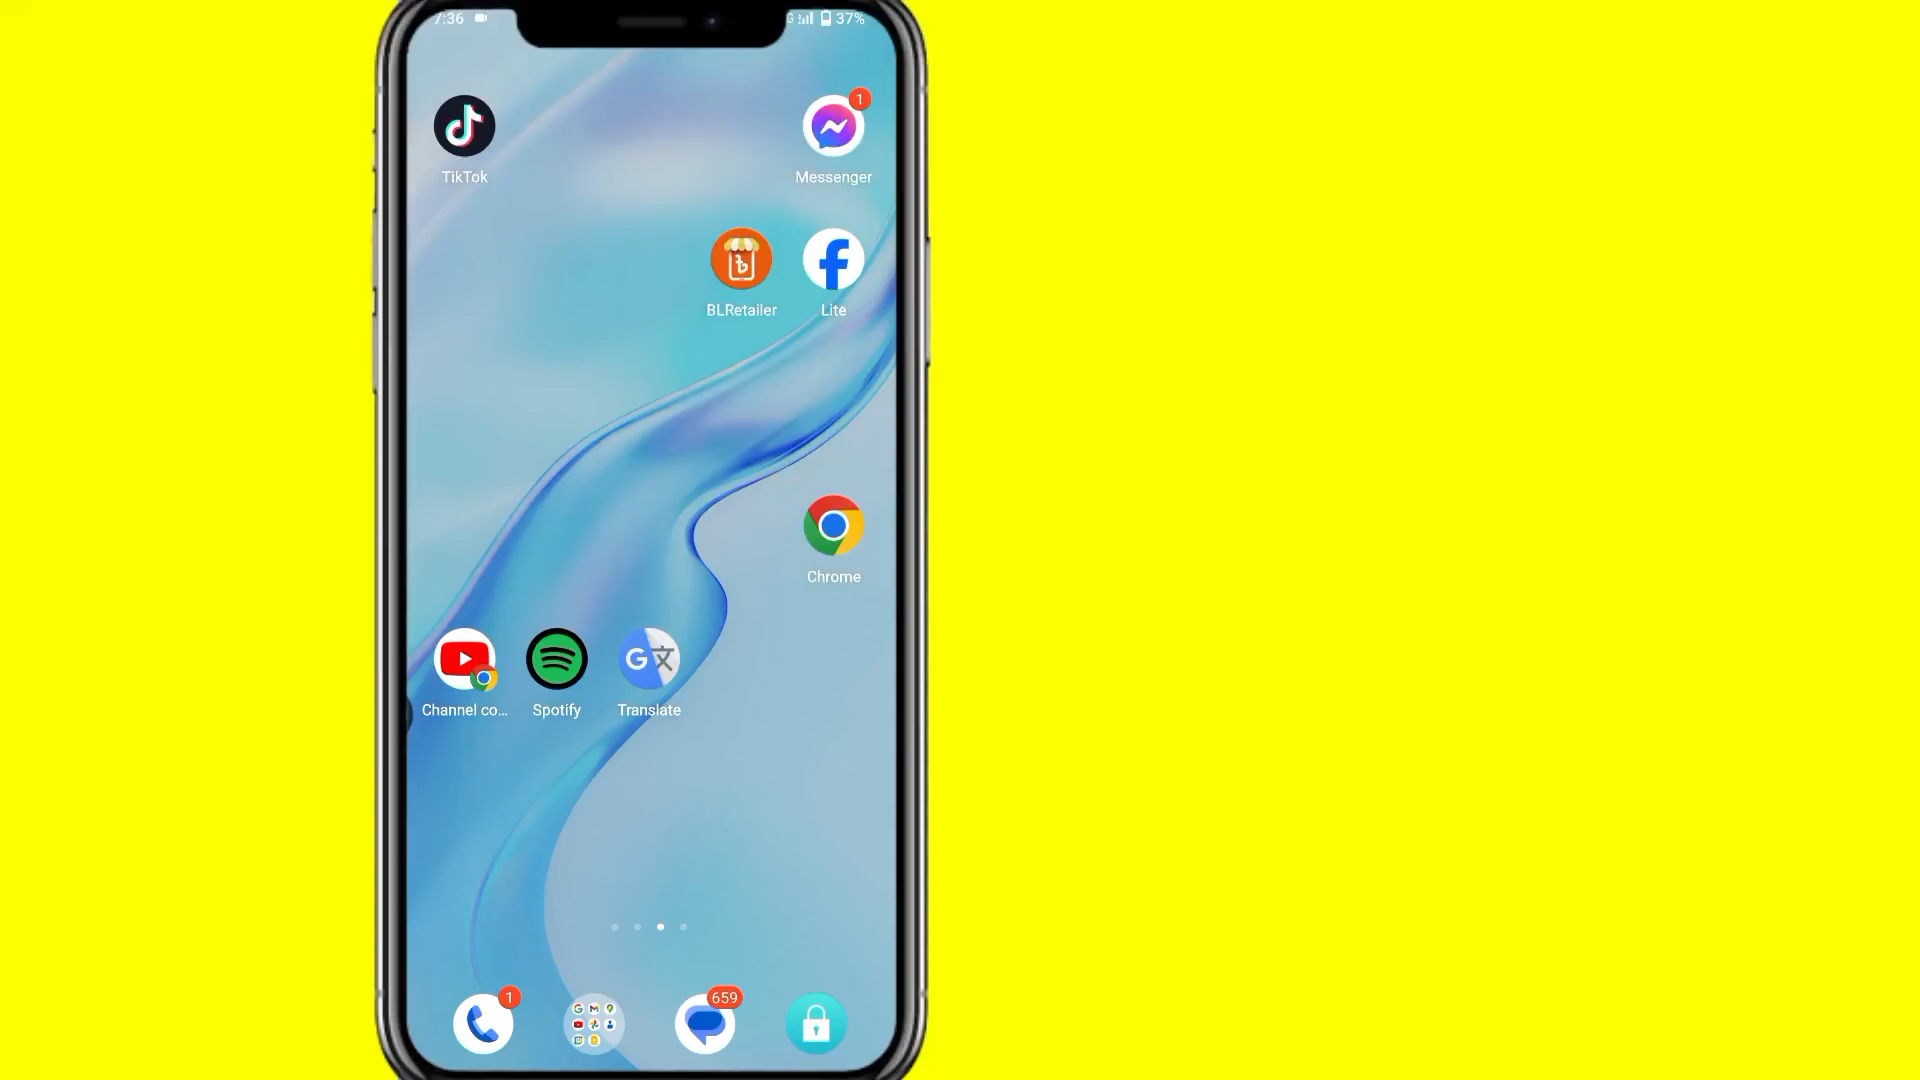 7:36
37%
1
TikTok
Messenger
BLRetailer
Lite
Chrome
Channel co...
Spotify
Translate
1
659